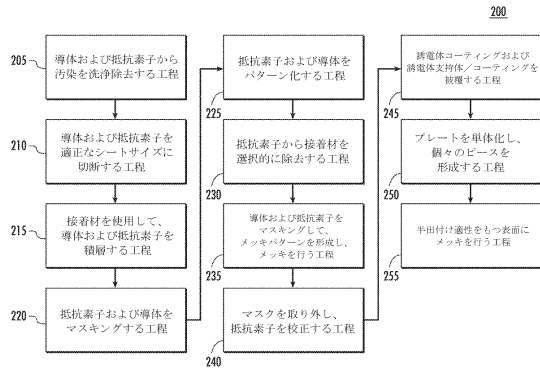 200
205
導体および抵抗素子から
汚染を洗浄除去する工程
210
導体および抵抗素子を
適正なシートサイズに
切断する工程
215
接着材を使用して、
導体および抵抗素子を
積層する工程
220
抵抗素子および導体を
マスキングする工程
抵抗素子および導体を
パターン化する工程
225
抵抗素子から接着材を
選択的に除去する工程
230
導体および抵抗素子を
マスキングして、
メッキパターンを形成し、
メッキを行う工程
235
マスクを取り外し、
抵抗素子を校正する工程
240
誘電体コーティングおよび
誘電体支持体/コーティングを
被覆する工程
245
プレートを単体化し、
個々のピースを
形成する工程
250
半田付け適性をもつ表面に
メッキを行う工程
255